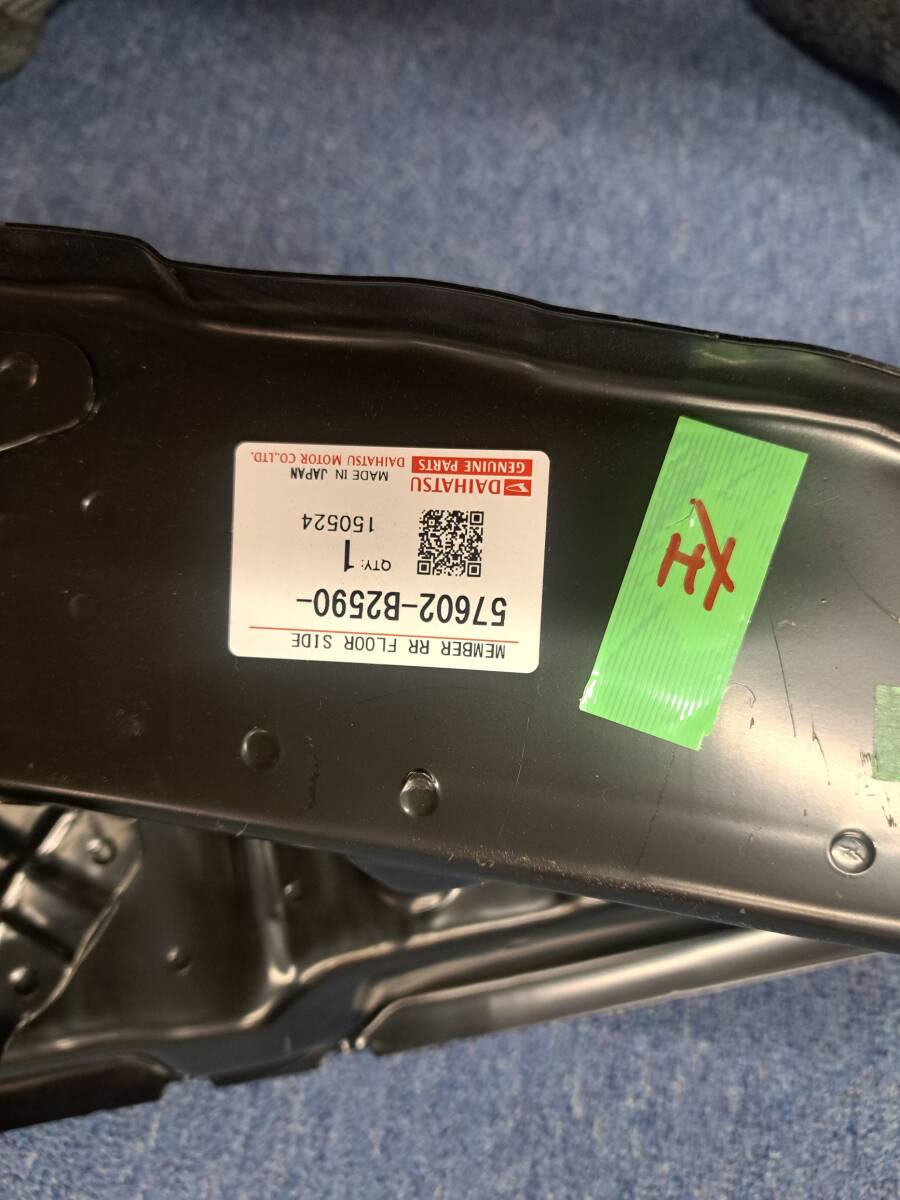 MEMBER RR FLOOR SIDE
57602-B2590-
QTY: 1
150524
DAIHATSU MADE IN JAPAN
GENUINE PARTS DAIHATSU MOTOR CO.,LTD.
左